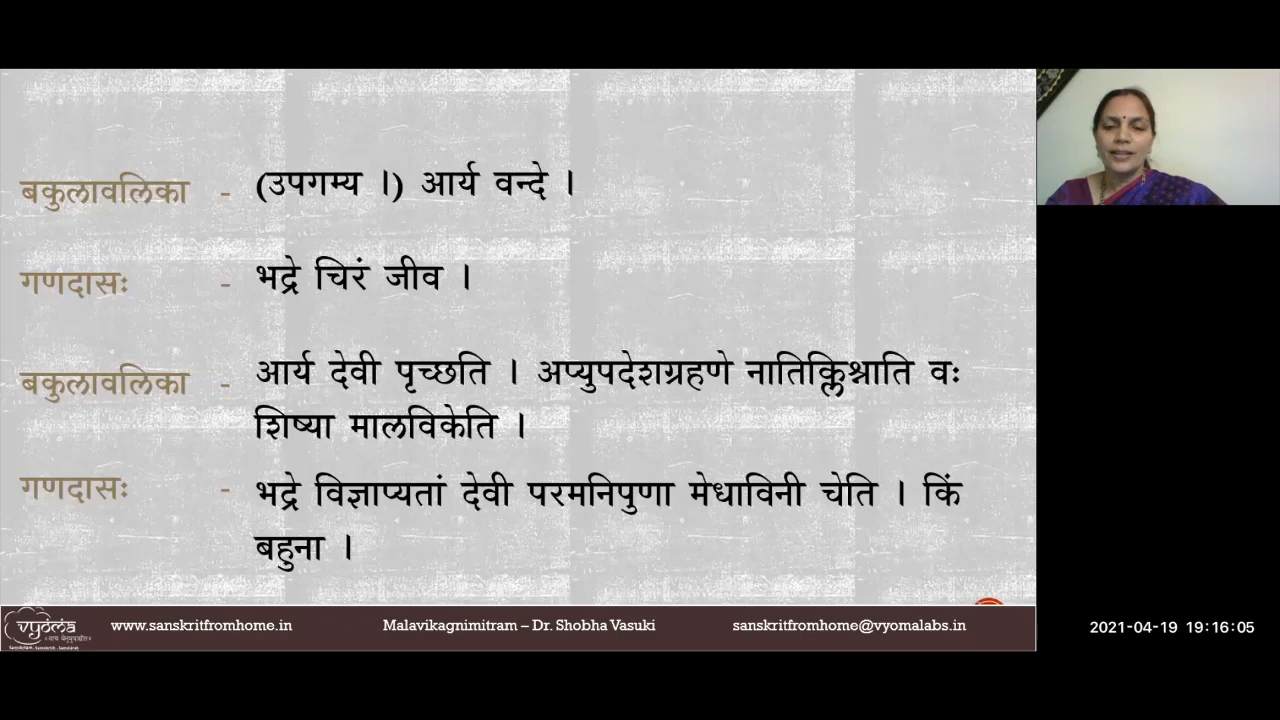 बकुलावलिका - (उपगम्य ।) आर्य वन्दे ।
गणदासः - भद्रे चिरं जीव ।
बकुलावलिका - आर्य देवी पृच्छति । अप्युपदेशग्रहणे नातिक्लिश्नाति वः
शिष्या मालविकेति ।
गणदासः - भद्रे विज्ञाप्यतां देवी परमनिपुणा मेधाविनी चेति । किं
बहुना ।
vyoma
www.sanskritfromhome.in Malavikagnimitram – Dr. Shobha Vasuki sanskritfromhome@vyomalabs.in
2021-04-19 19:16:05